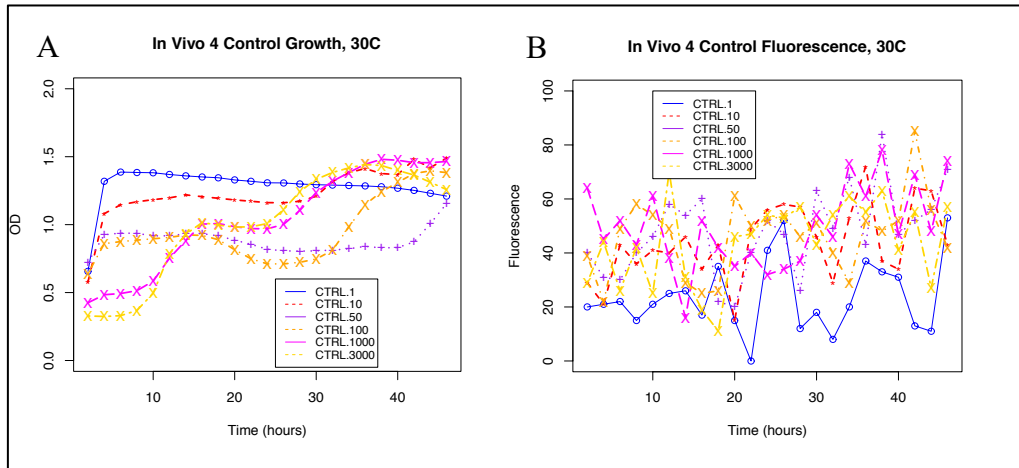 A
In Vivo 4 Control Growth, 30C
OD
2.0
1.5
1.0
0.5
0.0
CTRL.1
CTRL.10
CTRL.50
CTRL.100
CTRL.1000
CTRL.3000
10
20
30
40
Time (hours)
B
In Vivo 4 Control Fluorescence, 30C
Fluorescence
100
80
60
40
20
0
CTRL.1
CTRL.10
CTRL.50
CTRL.100
CTRL.1000
CTRL.3000
10
20
30
40
Time (hours)